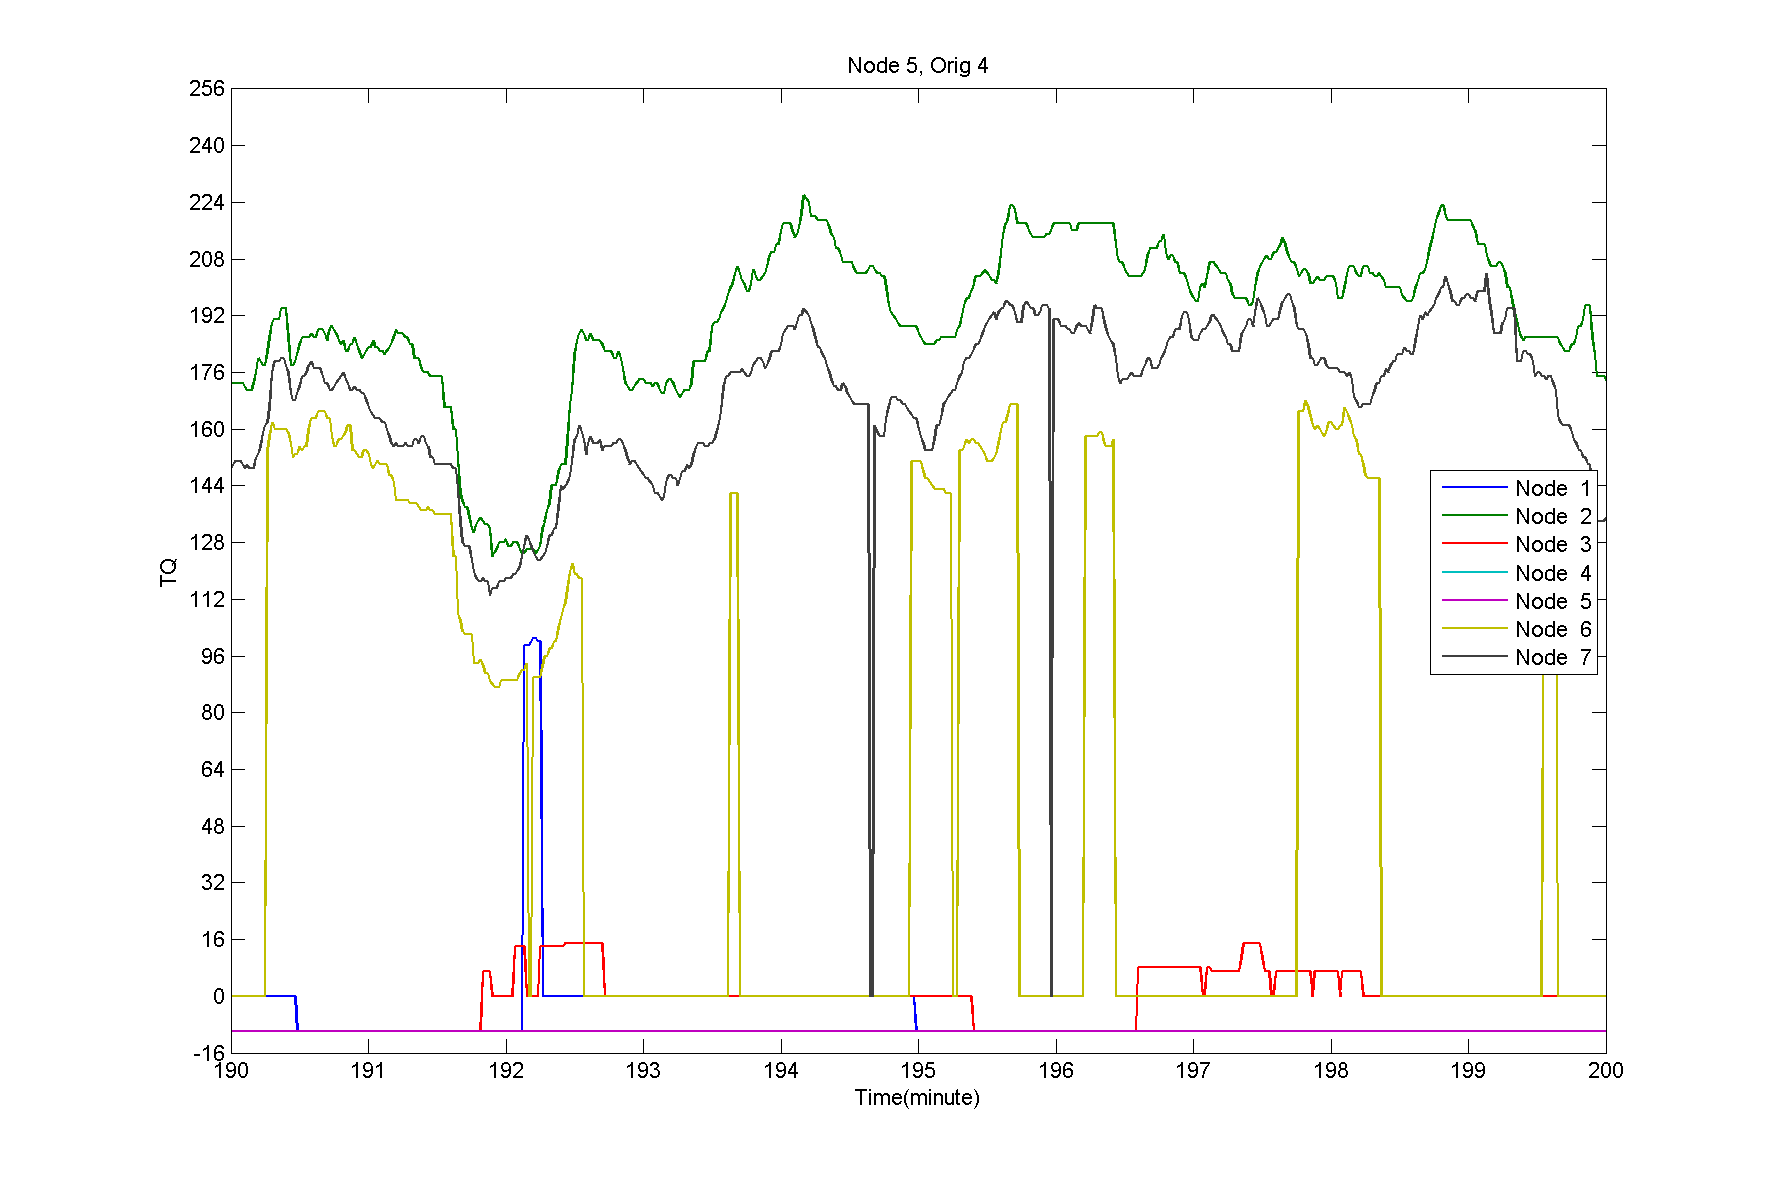 Node 5, Orig 4
256
240
224
208
192
176
160
144
128
112
96
80
64
48
32
16
0
-16
TQ
Node 1
Node 2
Node 3
Node 4
Node 5
Node 6
Node 7
190 191 192 193 194 195 196 197 198 199 200
Time(minute)